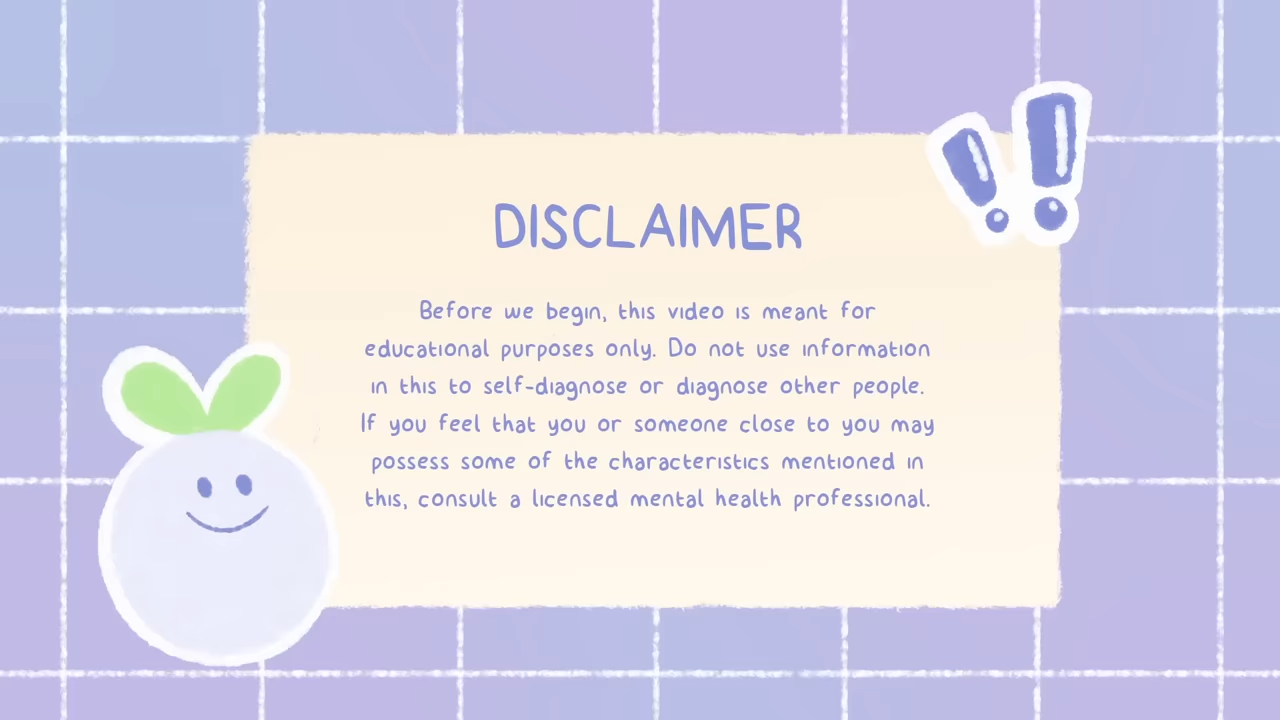 DISCLAIMER
Before we begin, this video is meant for
educational purposes only. Do not use information
in this to self-diagnose or diagnose other people.
If you feel that you or someone close to you may
possess some of the characteristics mentioned in
this, consult a licensed mental health professional.